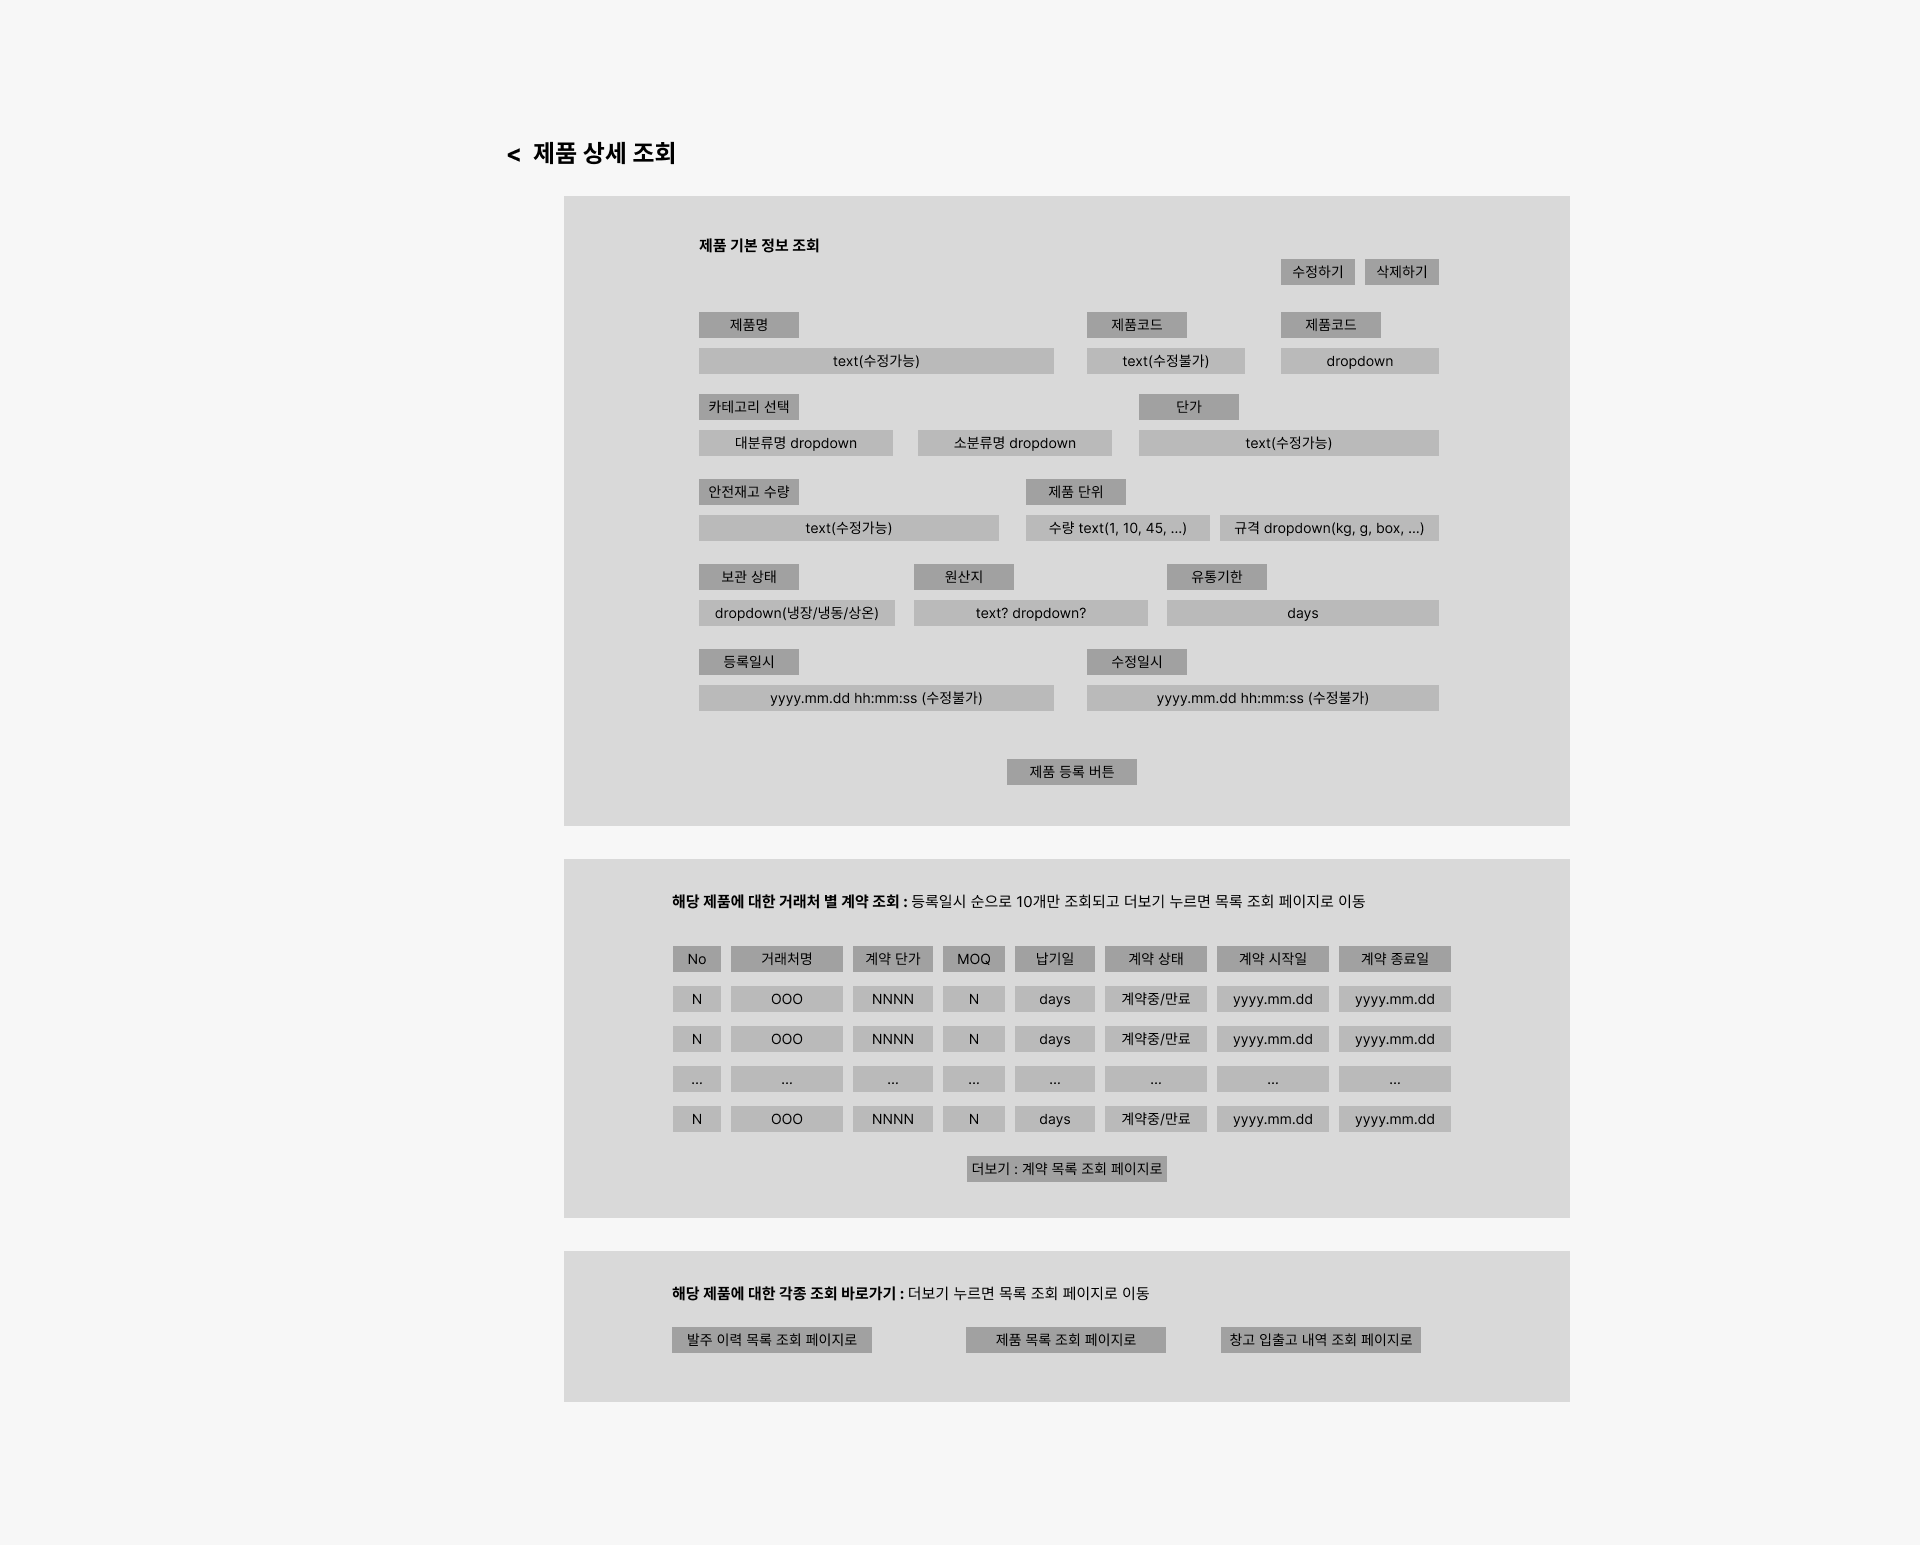 < 제품 상세 조회
제품 기본 정보 조회
수정하기 삭제하기
제품명 제품코드 제품코드
text(수정가능) text(수정불가) dropdown
카테고리 선택 단가
대분류명 dropdown 소분류명 dropdown text(수정가능)
안전재고 수량 제품 단위
text(수정가능) 수량 text(1, 10, 45, ...) 규격 dropdown(kg, g, box, ...)
보관 상태 원산지 유통기한
dropdown(냉장/냉동/상온) text? dropdown? days
등록일시 수정일시
yyyy.mm.dd hh:mm:ss (수정불가) yyyy.mm.dd hh:mm:ss (수정불가)
제품 등록 버튼
해당 제품에 대한 거래처 별 계약 조회 : 등록일시 순으로 10개만 조회되고 더보기 누르면 목록 조회 페이지로 이동
No 거래처명 계약 단가 MOQ 납기일 계약 상태 계약 시작일 계약 종료일
N OOO NNNN N days 계약중/만료 yyyy.mm.dd yyyy.mm.dd
N OOO NNNN N days 계약중/만료 yyyy.mm.dd yyyy.mm.dd
... ... ... ... ... ... ... ...
N OOO NNNN N days 계약중/만료 yyyy.mm.dd yyyy.mm.dd
더보기 : 계약 목록 조회 페이지로
해당 제품에 대한 각종 조회 바로가기 : 더보기 누르면 목록 조회 페이지로 이동
발주 이력 목록 조회 페이지로 제품 목록 조회 페이지로 창고 입출고 내역 조회 페이지로